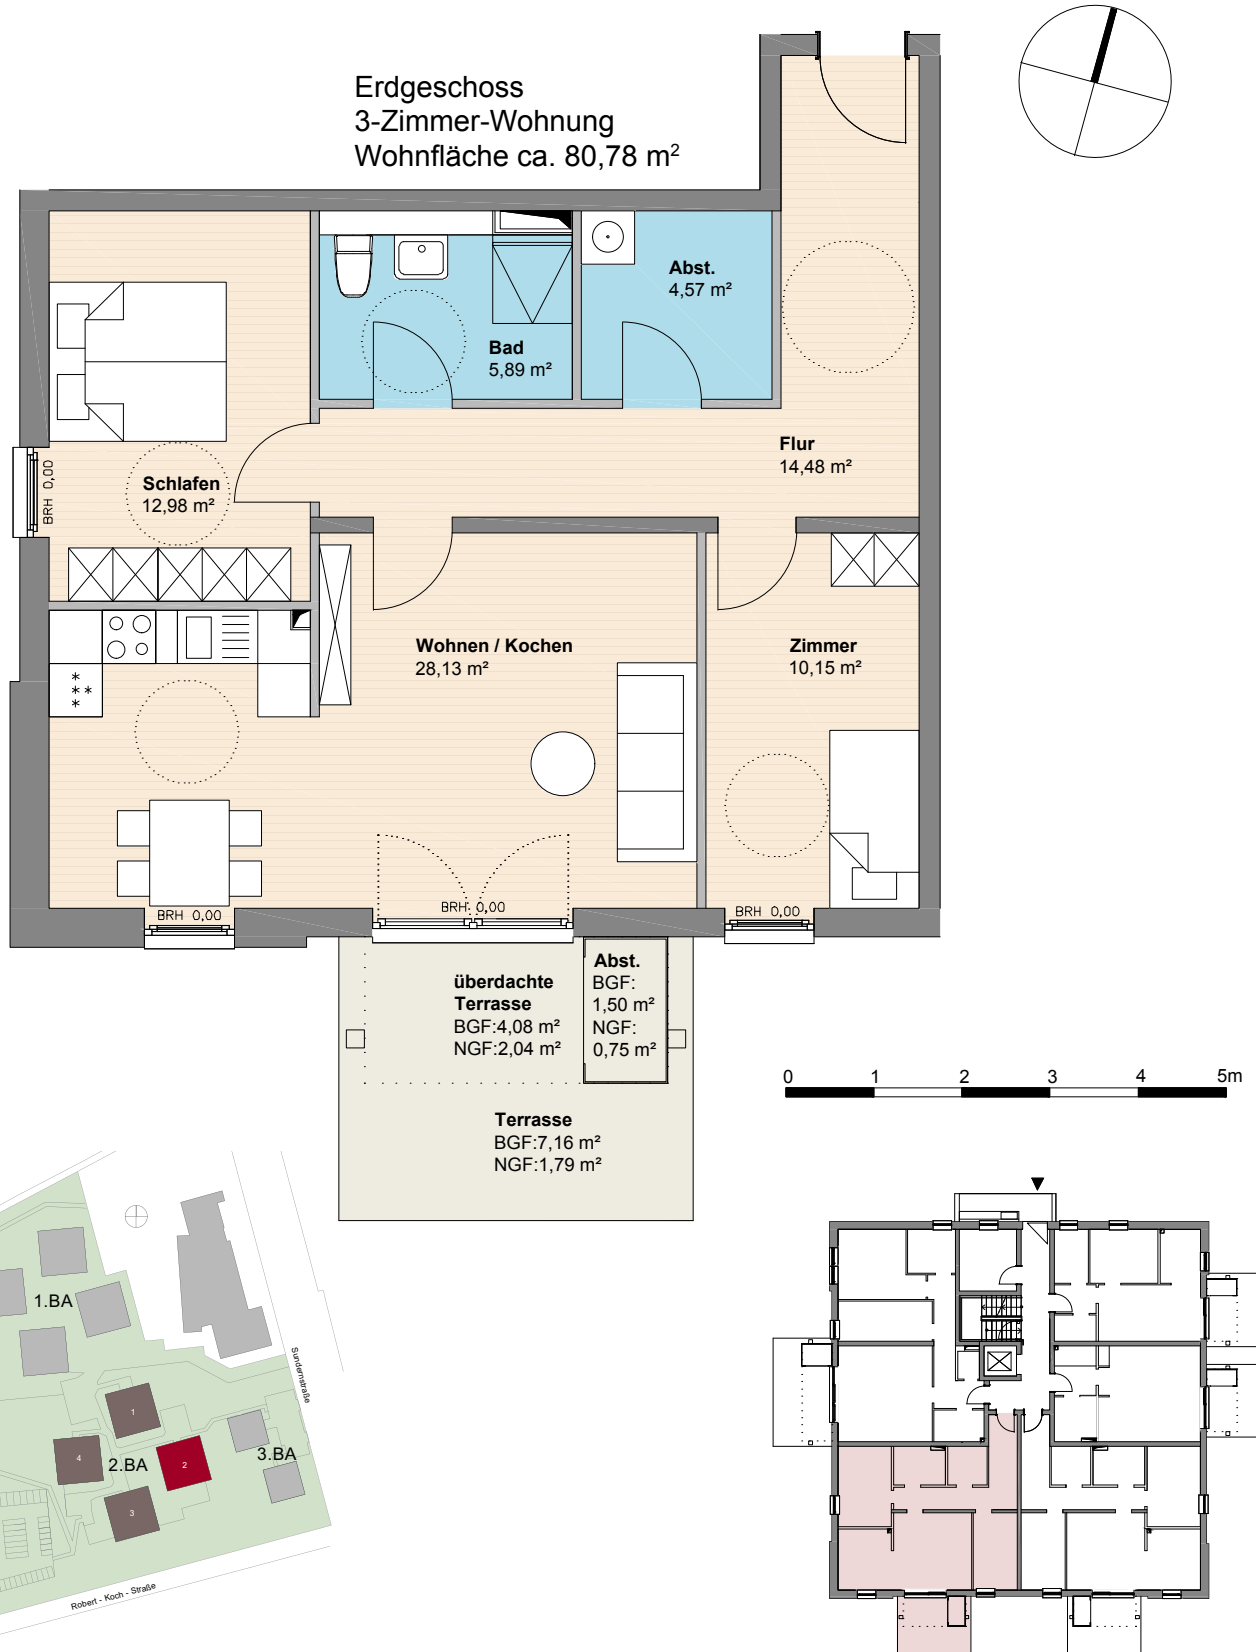 Erdgeschoss
3-Zimmer-Wohnung
Wohnfläche ca. 80,78 m²
Abst.
4,57 m²
Bad
5,89 m²
Flur
14,48 m²
Schlafen
12,98 m²
BRH 0,00
Wohnen / Kochen
28,13 m²
Zimmer
10,15 m²
BRH 0,00
BRH 0,00
BRH 0,00
überdachte
Terrasse
BGF:4,08 m²
NGF:2,04 m²
Abst.
BGF:
1,50 m²
NGF:
0,75 m²
Terrasse
BGF:7,16 m²
NGF:1,79 m²
0 1 2 3 4 5m
1.BA
Sundernstraße
1
4
2.BA
2
3.BA
3
Robert - Koch - Straße